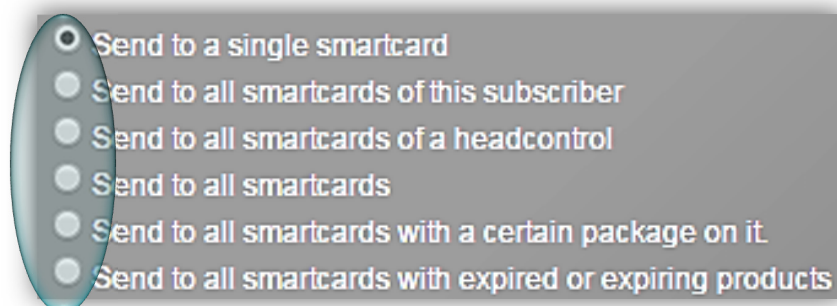 Send to a single smartcard
Send to all smartcards of this subscriber
Send to all smartcards of a headcontrol
Send to all smartcards
Send to all smartcards with a certain package on it.
Send to all smartcards with expired or expiring products